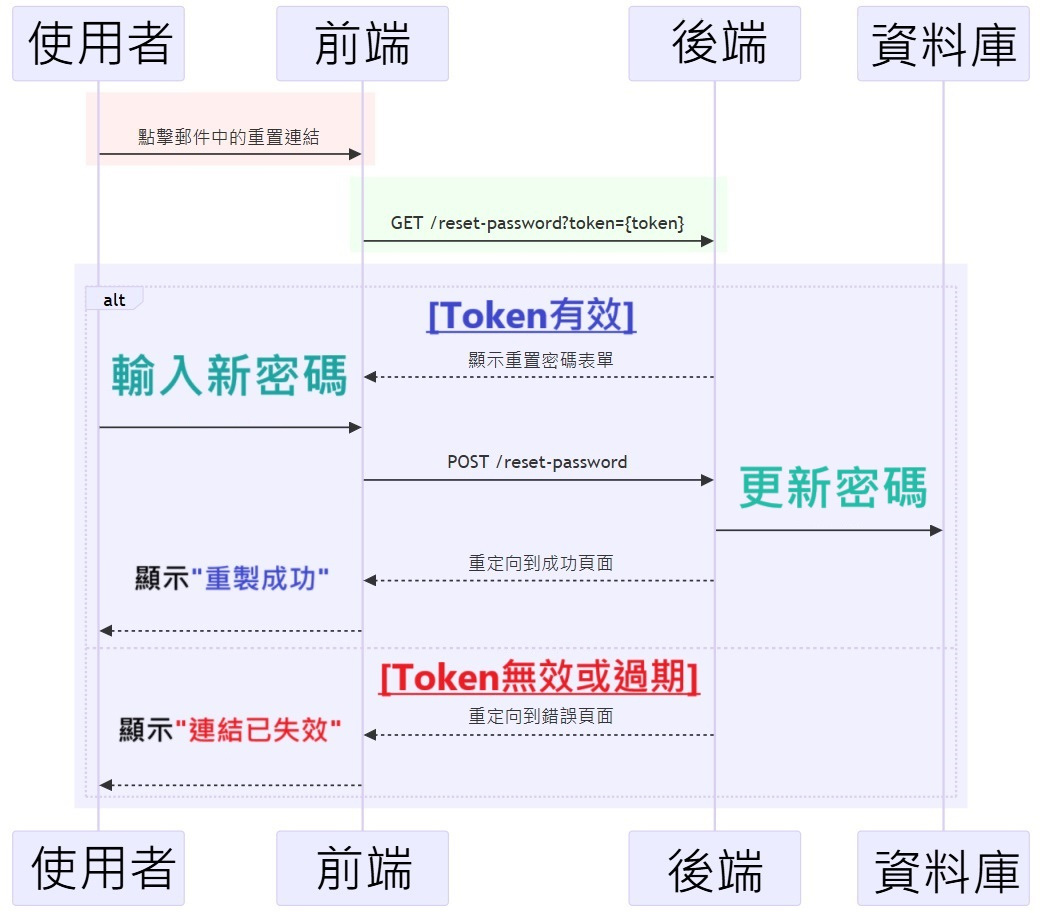 使用者
前端
後端
資料庫
點擊郵件中的重置連結
GET /reset-password?token={token}
alt
[Token有效]
顯示重置密碼表單
輸入新密碼
POST /reset-password
更新密碼
重定向到成功頁面
顯示"重製成功"
[Token無效或過期]
重定向到錯誤頁面
顯示"連結已失效"
使用者
前端
後端
資料庫